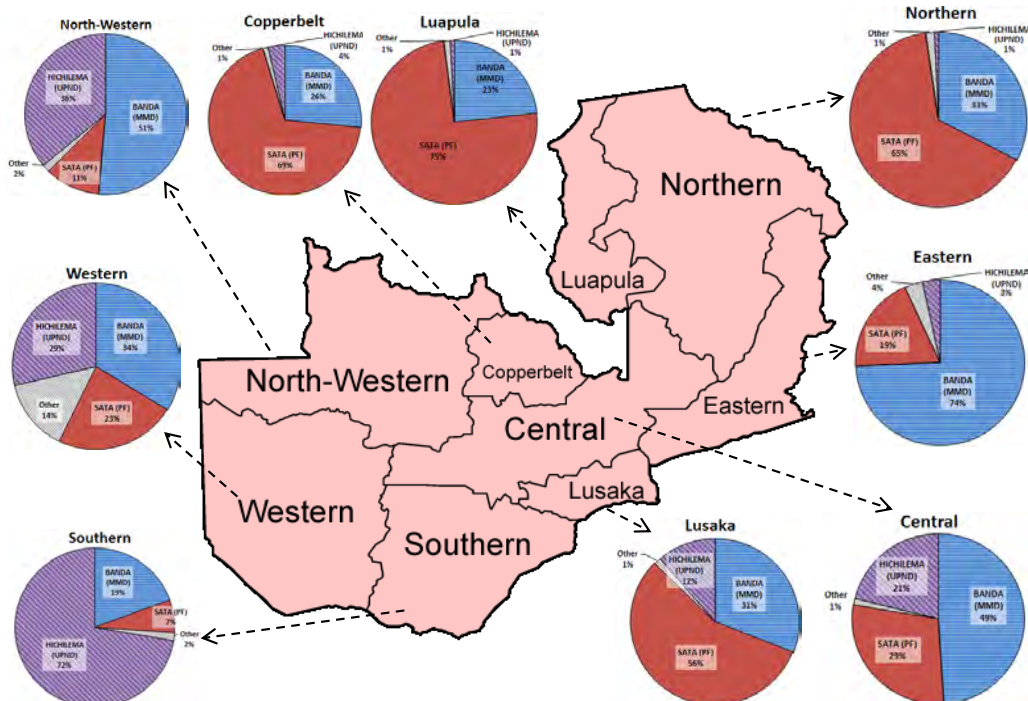 North-Western
HICHILEMA
(UPND)
36%
BANDA
(MMD)
51%
Other
2%
SATA (PF)
11%
Copperbelt
Other
1%
HICHILEMA
(UPND)
4%
BANDA
(MMD)
26%
SATA (PF)
69%
Luapula
Other
1%
HICHILEMA
(UPND)
1%
BANDA
(MMD)
23%
SATA (PF)
75%
Northern
Other
1%
HICHILEMA
(UPND)
1%
BANDA
(MMD)
33%
SATA (PF)
65%
Western
HICHILEMA
(UPND)
29%
BANDA
(MMD)
34%
Other
14%
SATA (PF)
23%
Eastern
Other
4%
HICHILEMA
(UPND)
3%
SATA (PF)
19%
BANDA
(MMD)
74%
Northern
Luapula
North-Western
Copperbelt
Eastern
Central
Lusaka
Western
Southern
Southern
BANDA
(MMD)
19%
SATA (PF)
7%
Other
2%
HICHILEMA
(UPND)
72%
Lusaka
Other
1%
HICHILEMA
(UPND)
12%
BANDA
(MMD)
31%
SATA (PF)
56%
Central
HICHILEMA
(UPND)
21%
Other
1%
BANDA
(MMD)
49%
SATA (PF)
29%